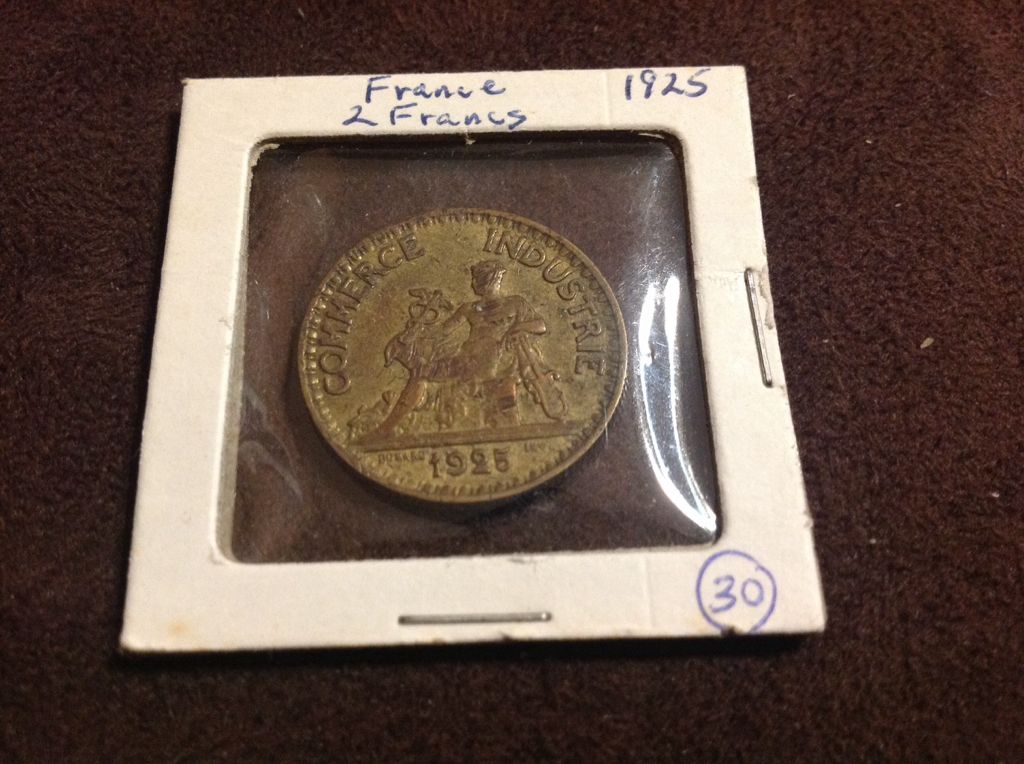 France 1925
2 Francs
COMMERCE INDUSTRIE
1925
30